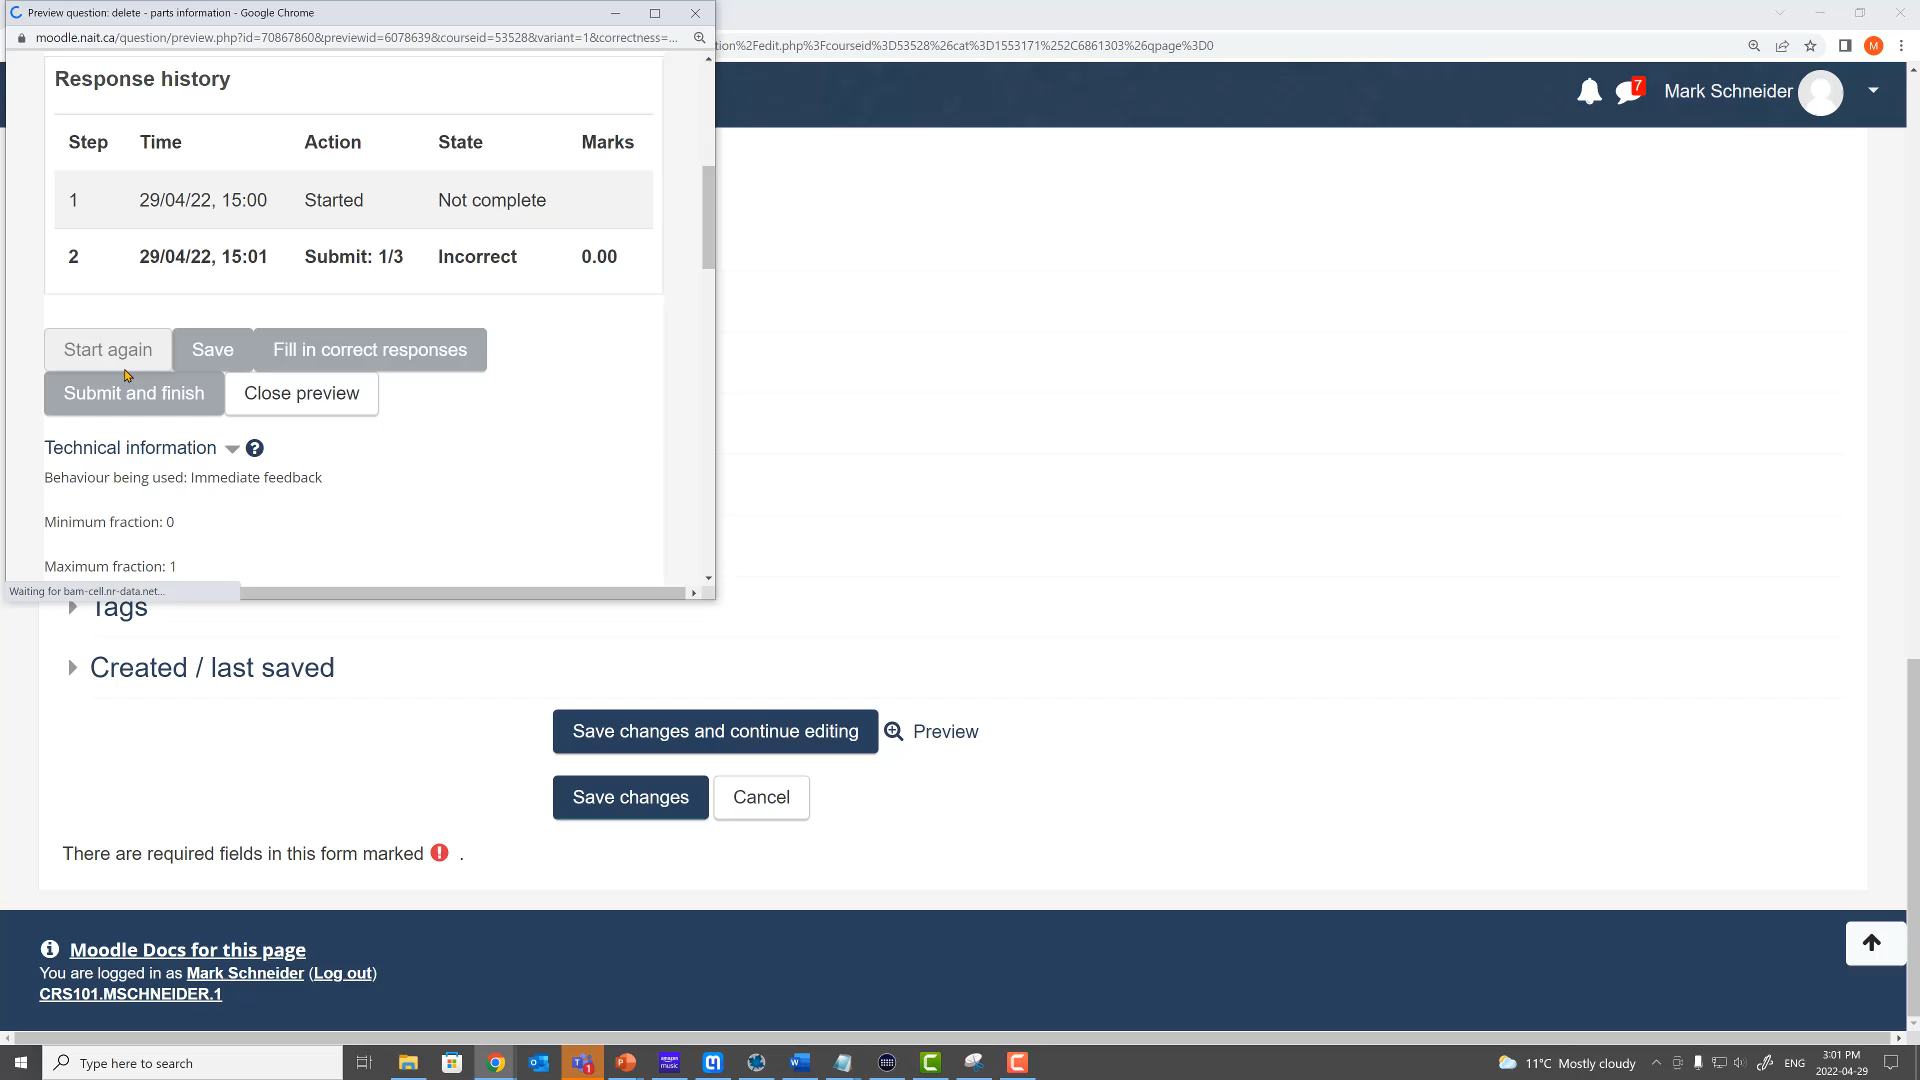 Preview question: delete - parts information - Google Chrome
moodle.nait.ca/question/preview.php?id=70867860&previewid=6078639&courseid=53528&variant=1&correctness=...
tion%2Fedit.php%3Fcourseid%3D53528%26cat%3D1553171%252C6861303%26qpage%3D0
M
7
Mark Schneider
Response history
Step Time Action State Marks
1 29/04/22, 15:00 Started Not complete
2 29/04/22, 15:01 Submit: 1/3 Incorrect 0.00
Start again Save Fill in correct responses
Submit and finish Close preview
Technical information ?
Behaviour being used: Immediate feedback
Minimum fraction: 0
Maximum fraction: 1
Waiting for bam-cell.nr-data.net...
Tags
Created / last saved
Save changes and continue editing Preview
Save changes Cancel
There are required fields in this form marked ! .
Moodle Docs for this page
You are logged in as Mark Schneider (Log out)
CRS101.MSCHNEIDER.1
Type here to search
11°C Mostly cloudy
ENG
3:01 PM
2022-04-29